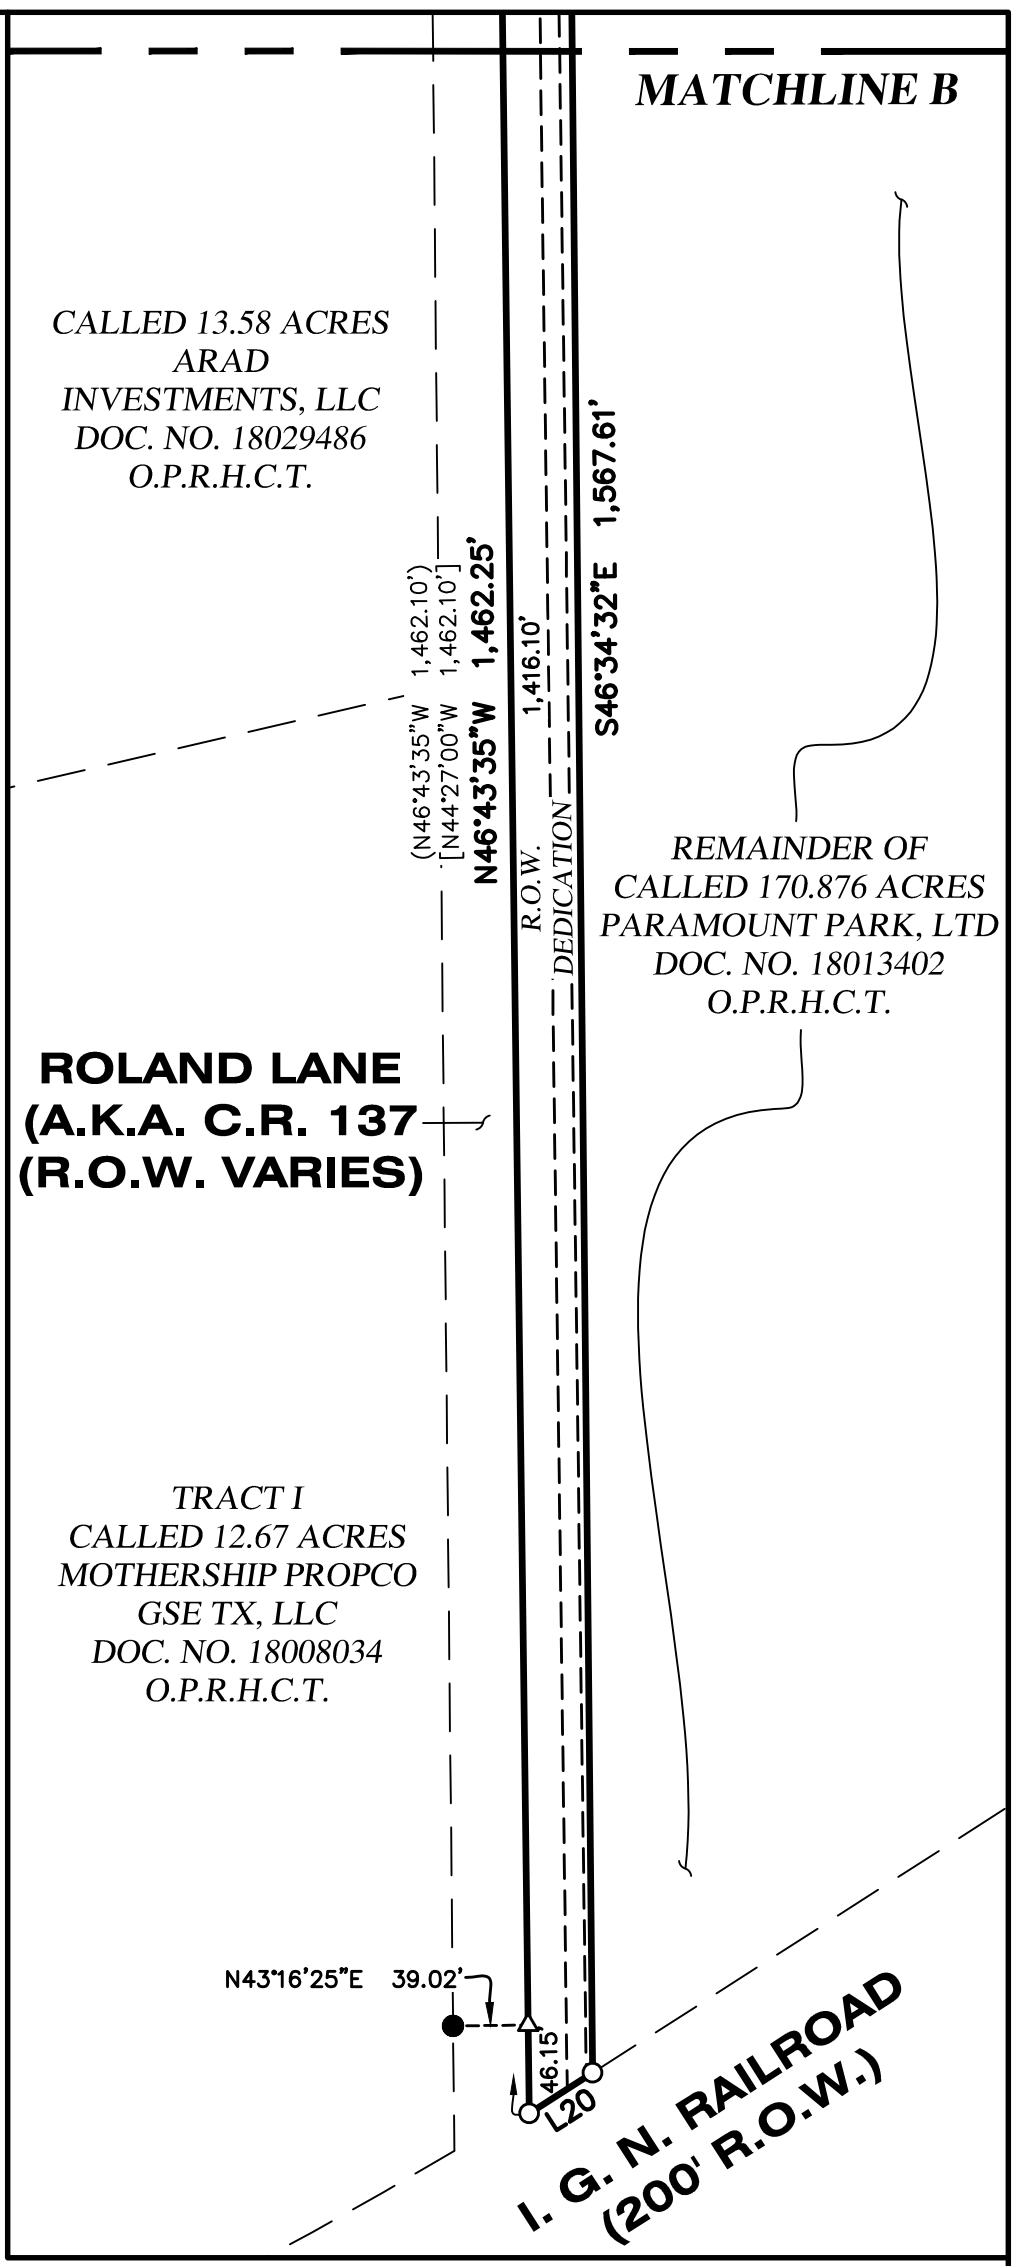 MATCHLINE B
CALLED 13.58 ACRES
ARAD
INVESTMENTS, LLC
DOC. NO. 18029486
O.P.R.H.C.T.
(N46°43'35"W 1,462.10')
[N44°27'00"W 1,462.10']
N46°43'35"W 1,462.25'
1,416.10'
S46°34'32"E 1,567.61'
R.O.W.
DEDICATION
REMAINDER OF
CALLED 170.876 ACRES
PARAMOUNT PARK, LTD
DOC. NO. 18013402
O.P.R.H.C.T.
ROLAND LANE
(A.K.A. C.R. 137
(R.O.W. VARIES)
TRACT I
CALLED 12.67 ACRES
MOTHERSHIP PROPCO
GSE TX, LLC
DOC. NO. 18008034
O.P.R.H.C.T.
N43°16'25"E 39.02'
46.15'
L20
I. G. N. RAILROAD
(200' R.O.W.)